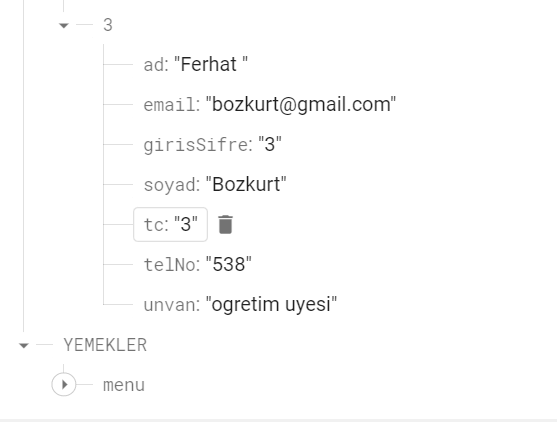 3
ad: "Ferhat "
email: "bozkurt@gmail.com"
girisSifre: "3"
soyad: "Bozkurt"
tc: "3"
telNo: "538"
unvan: "ogretim uyesi"
YEMEKLER
menu